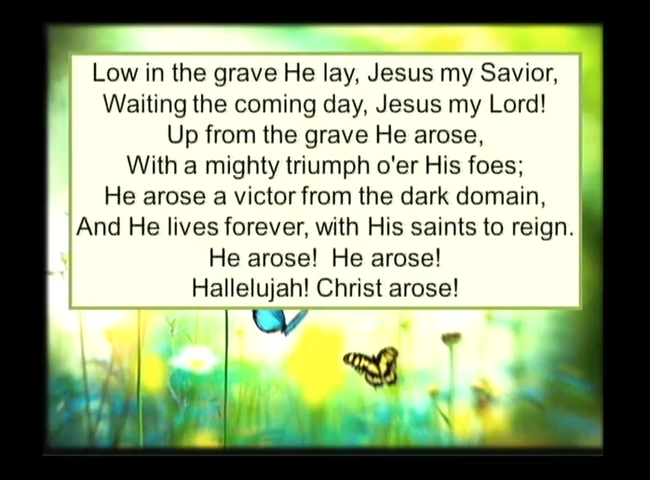 Low in the grave He lay, Jesus my Savior,
Waiting the coming day, Jesus my Lord!
Up from the grave He arose,
With a mighty triumph o'er His foes;
He arose a victor from the dark domain,
And He lives forever, with His saints to reign.
He arose!  He arose!
Hallelujah! Christ arose!